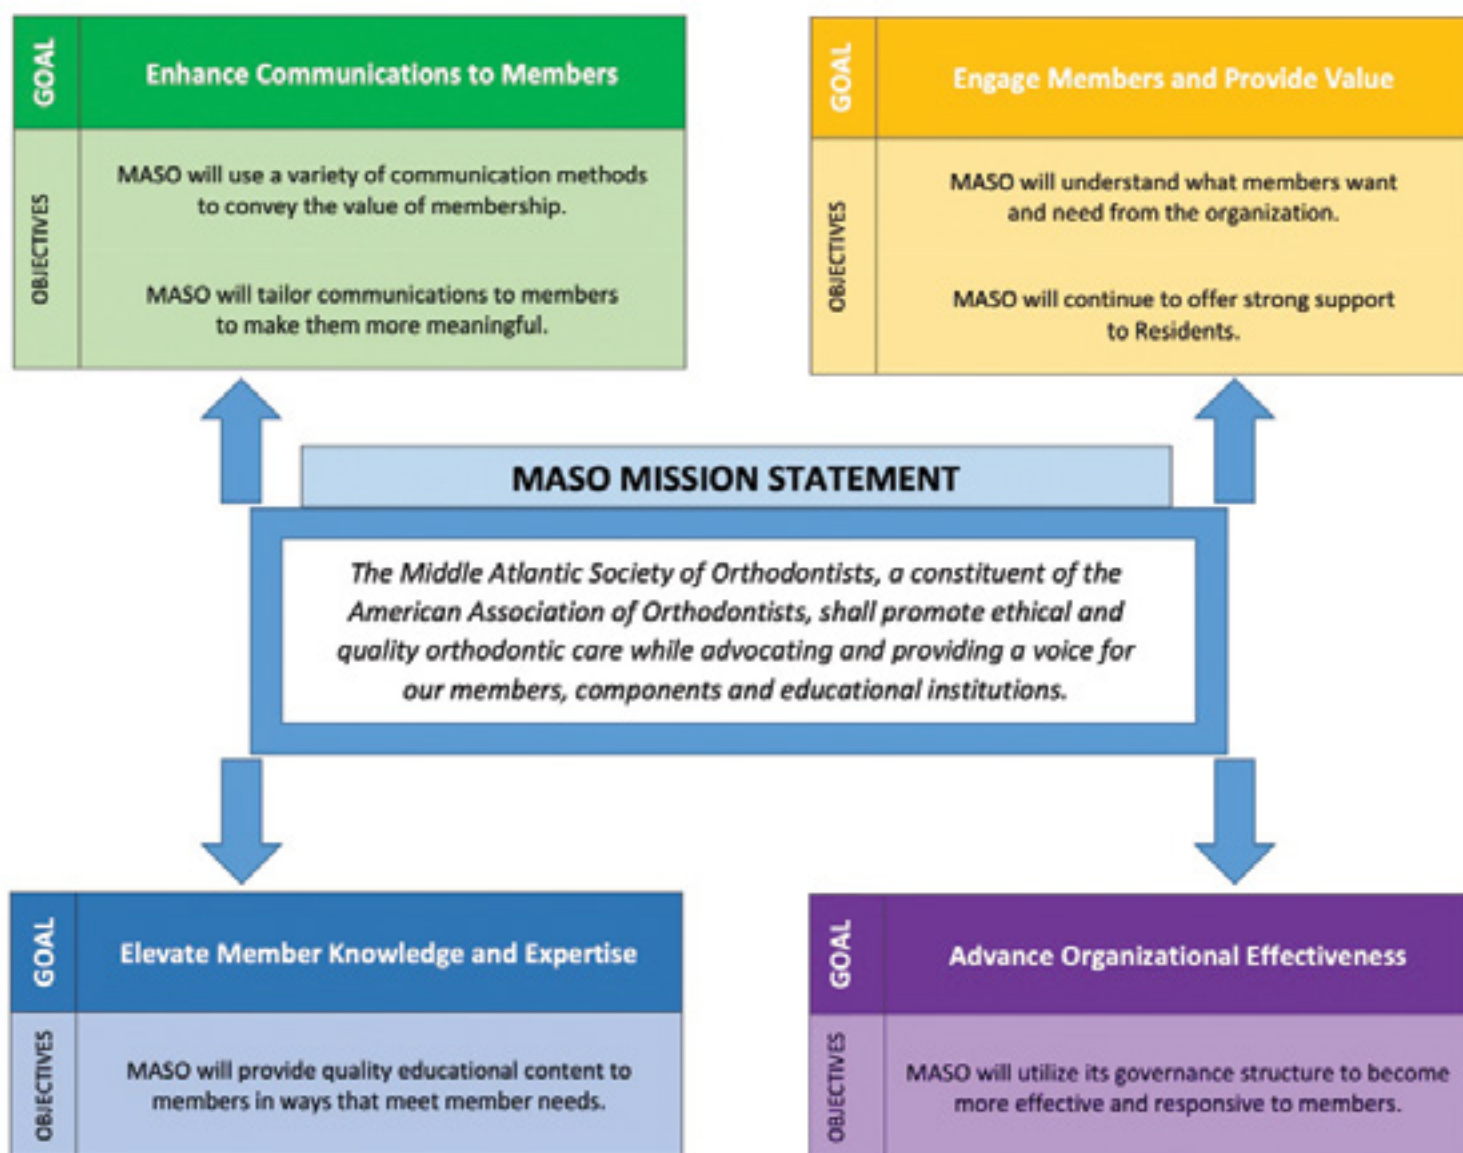 GOAL
Enhance Communications to Members
OBJECTIVES
MASO will use a variety of communication methods
to convey the value of membership.
MASO will tailor communications to members
to make them more meaningful.
GOAL
Engage Members and Provide Value
OBJECTIVES
MASO will understand what members want
and need from the organization.
MASO will continue to offer strong support
to Residents.
MASO MISSION STATEMENT
The Middle Atlantic Society of Orthodontists, a constituent of the
American Association of Orthodontists, shall promote ethical and
quality orthodontic care while advocating and providing a voice for
our members, components and educational institutions.
GOAL
Elevate Member Knowledge and Expertise
OBJECTIVES
MASO will provide quality educational content to
members in ways that meet member needs.
GOAL
Advance Organizational Effectiveness
OBJECTIVES
MASO will utilize its governance structure to become
more effective and responsive to members.